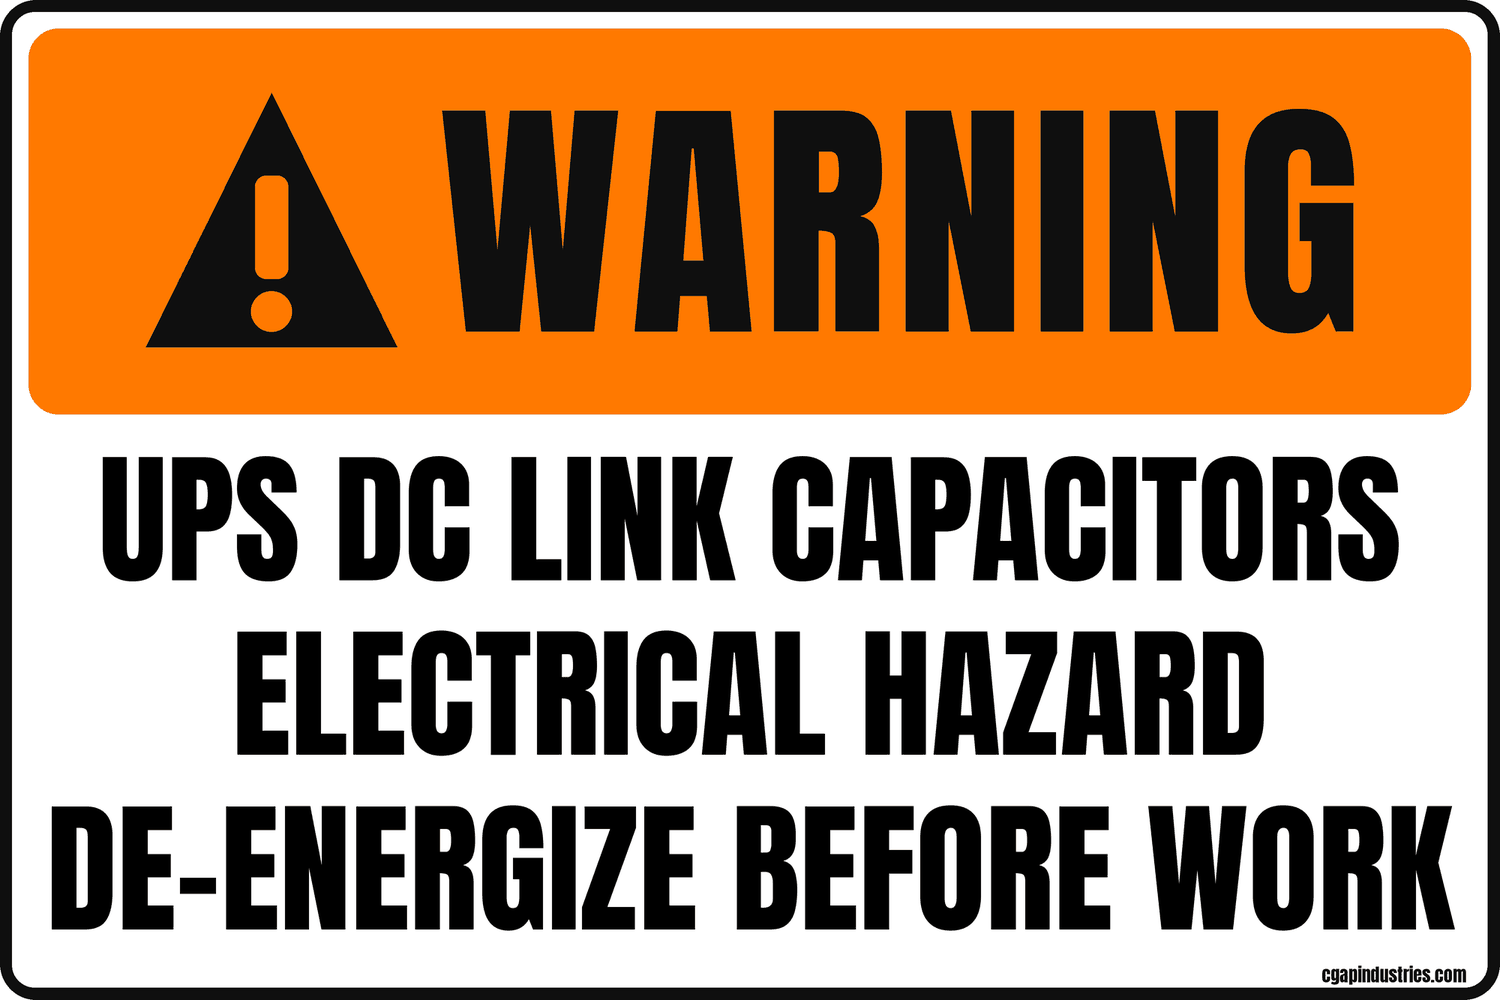 WARNING
UPS DC LINK CAPACITORS
ELECTRICAL HAZARD
DE-ENERGIZE BEFORE WORK
cgapindustries.com